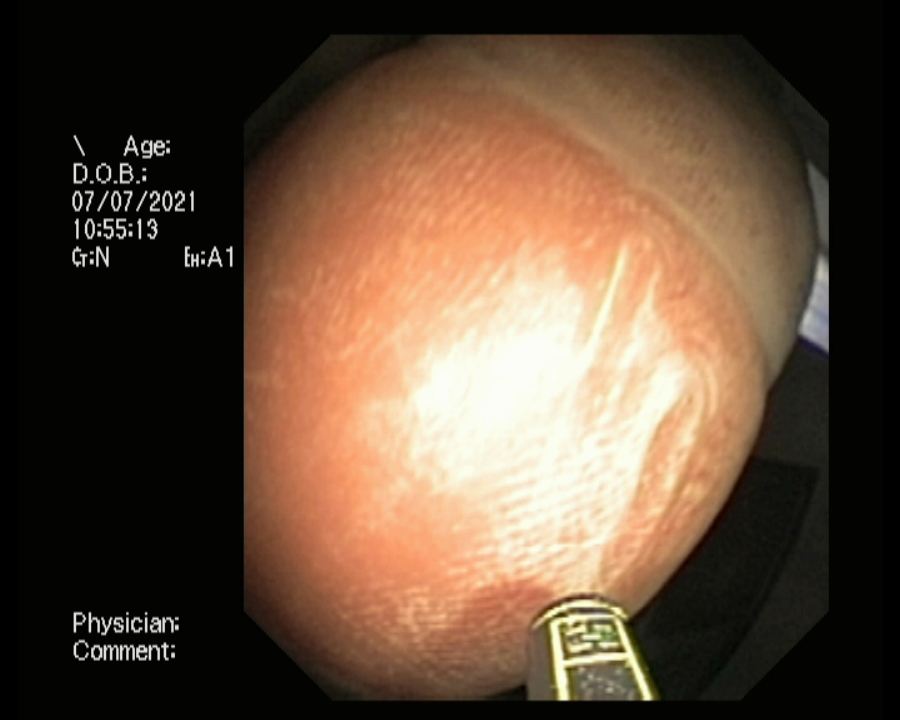 \ Age:
D.O.B.:
07/07/2021
10:55:13
Cr:N Eh:A1
Physician:
Comment: